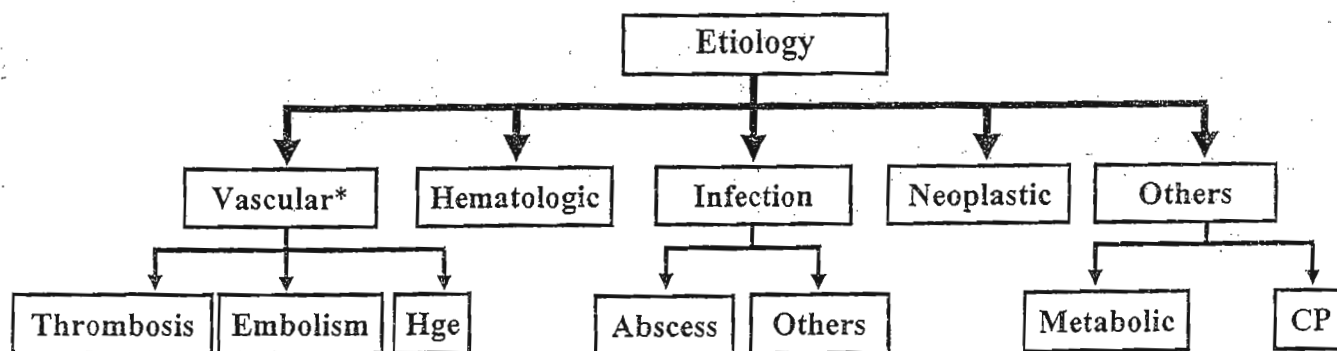 Etiology
Vascular* Hematologic Infection Neoplastic Others
Thrombosis Embolism Hge Abscess Others Metabolic CP